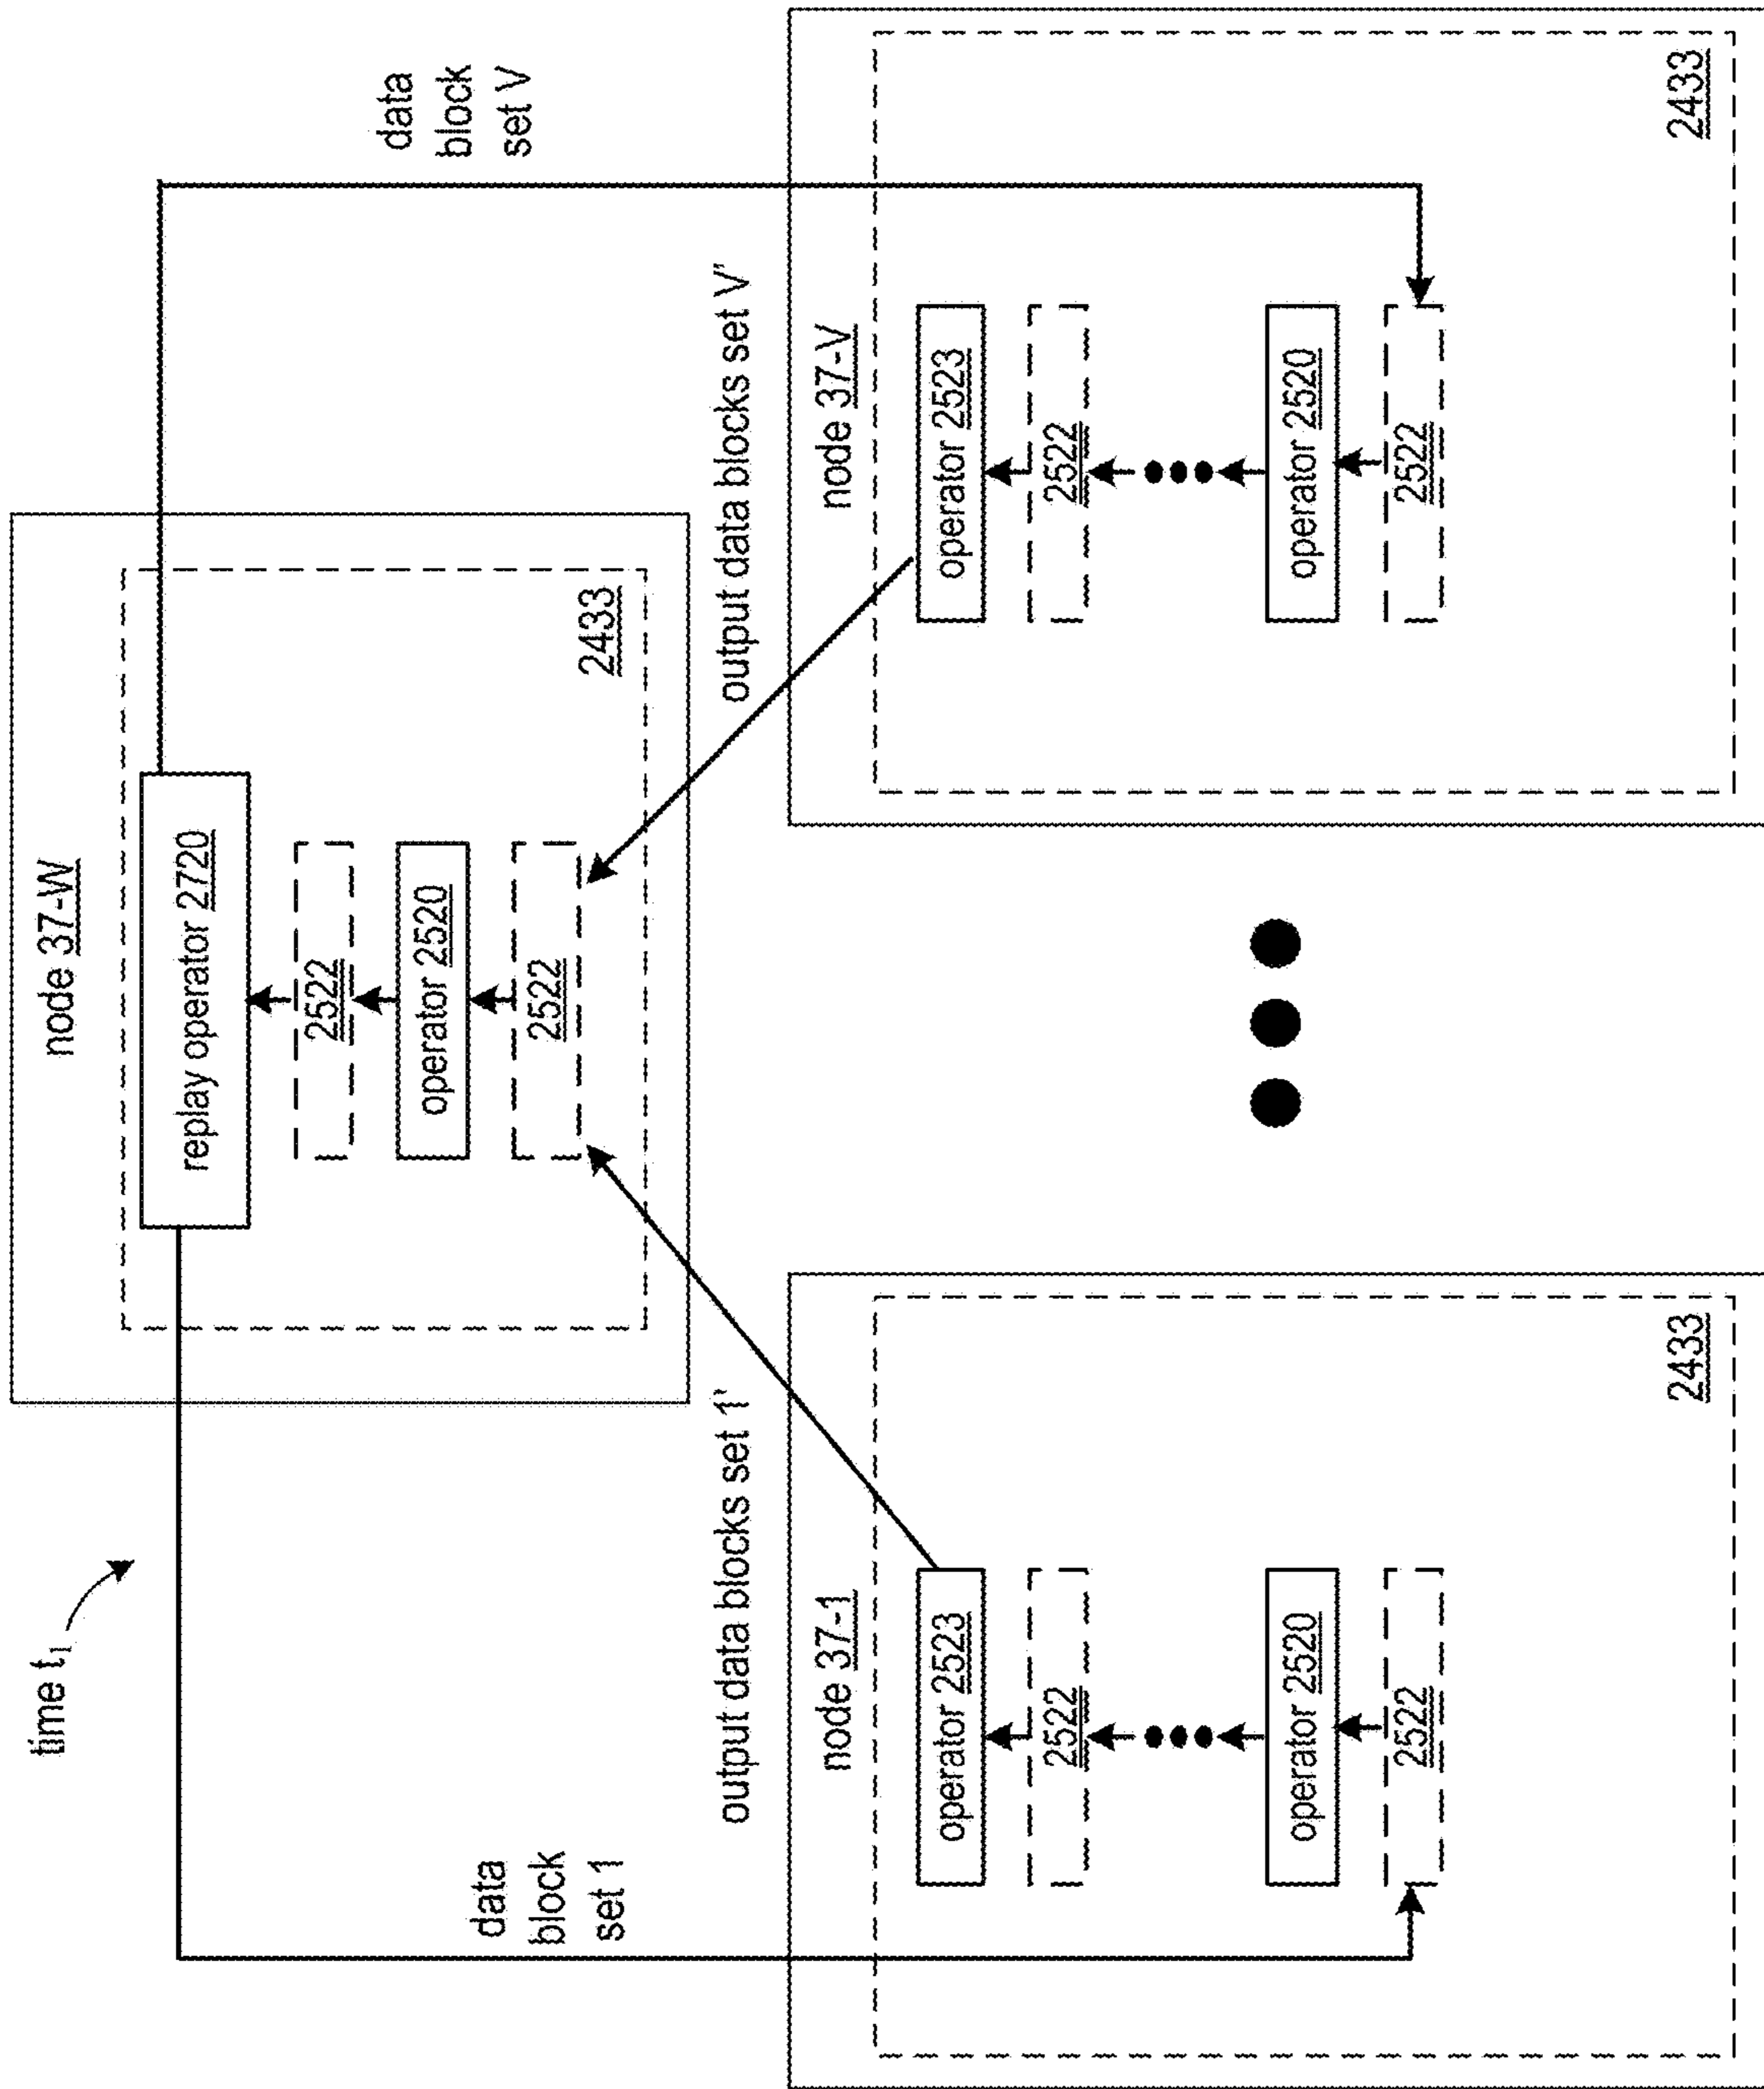 time t1
node 37-W
replay operator 2720
2522
operator 2520
2522
2433
data
block
set 1
data
block
set V
output data blocks set 1'
output data blocks set V'
node 37-1
operator 2523
2522
operator 2520
2522
2433
node 37-V
operator 2523
2522
operator 2520
2522
2433